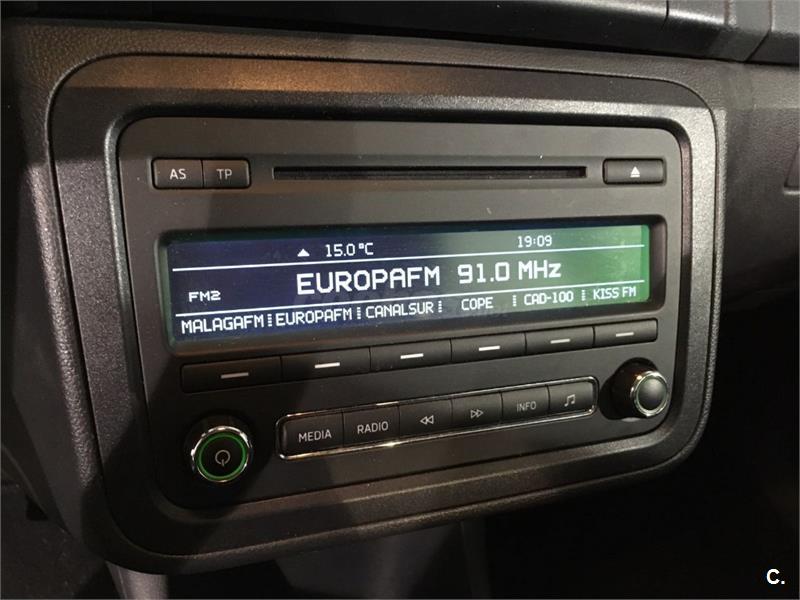 AS TP
15.0 °C 19:09
EUROPAFM 91.0 MHz
FM2
MALAGAFM EUROPAFM CANALSUR COPE CAD-100 KISS FM
MEDIA RADIO INFO
C.